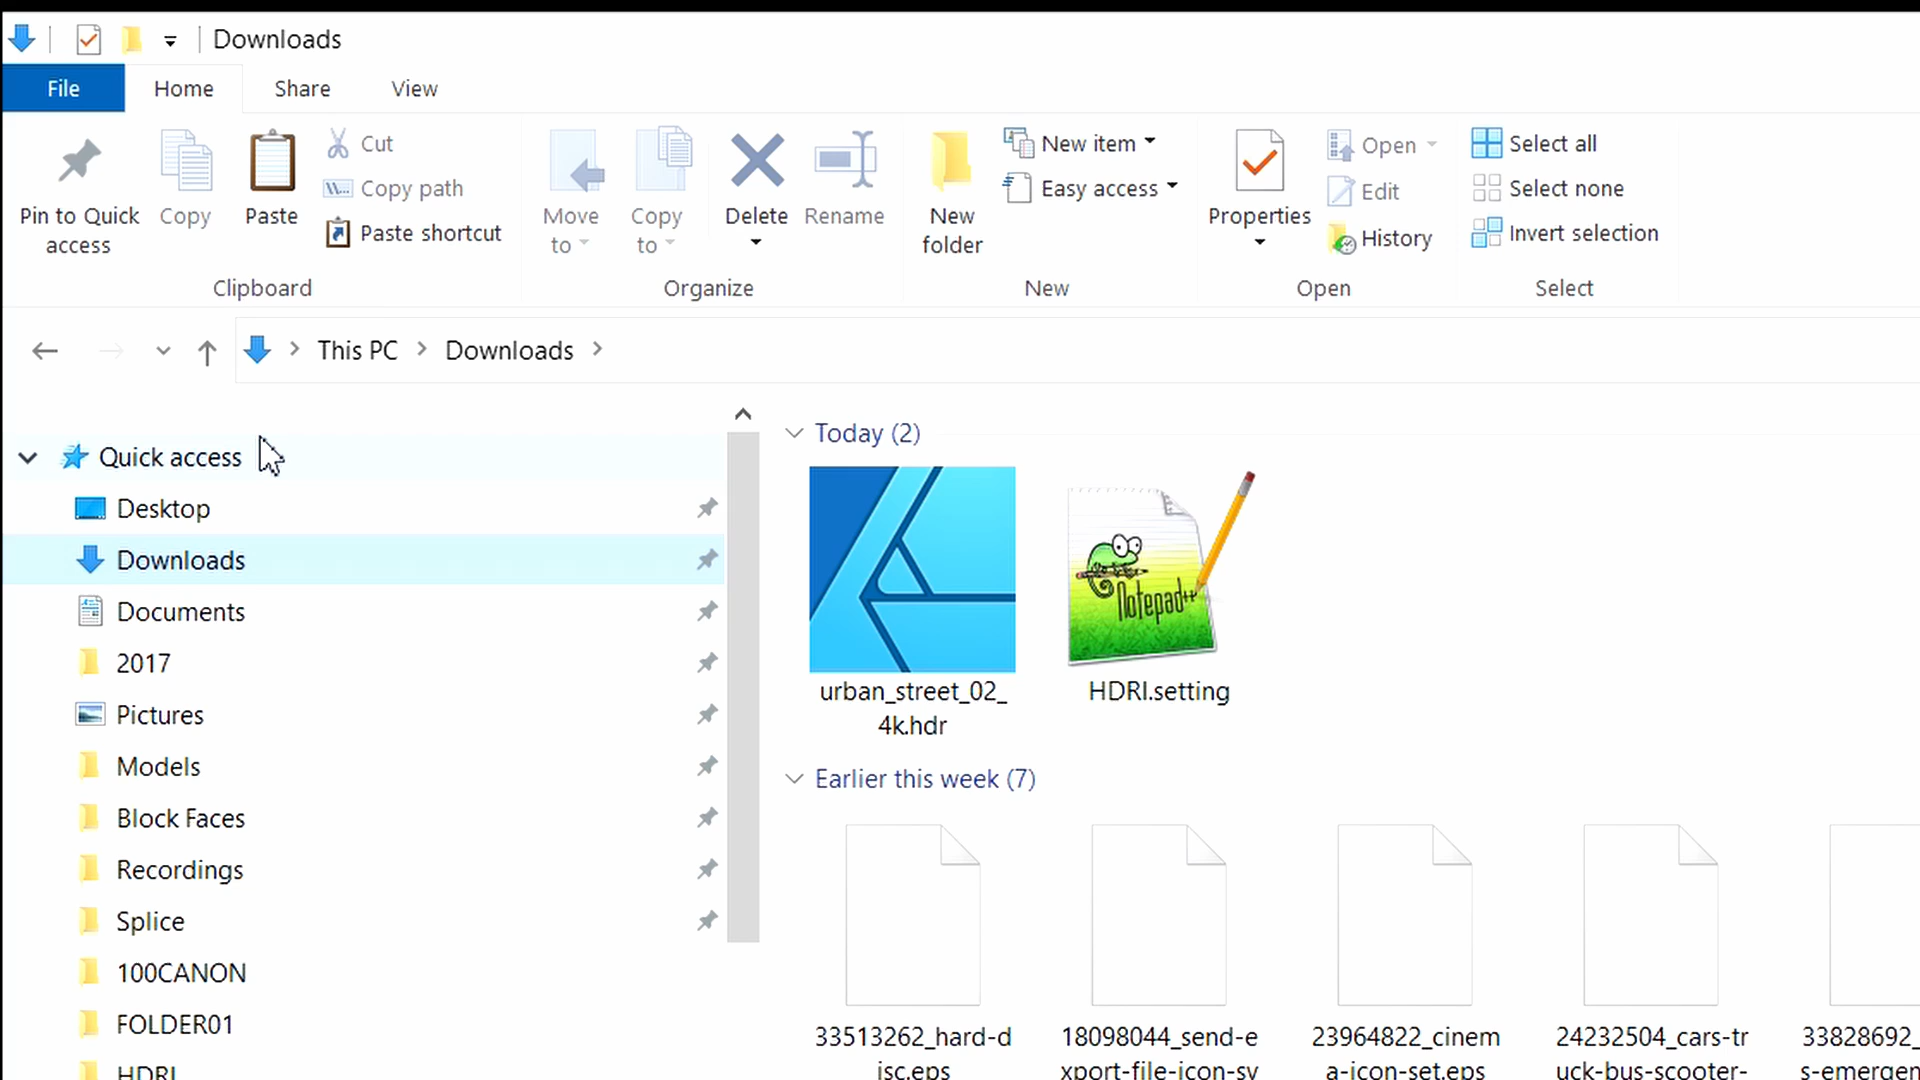 Downloads
File Home Share View
Pin to Quick access
Copy
Paste
Cut
Copy path
Paste shortcut
Clipboard
Move to
Copy to
Delete
Rename
Organize
New folder
New item
Easy access
New
Properties
Open
Edit
History
Open
Select all
Select none
Invert selection
Select
This PC Downloads
Quick access
Desktop
Downloads
Documents
2017
Pictures
Models
Block Faces
Recordings
Splice
100CANON
FOLDER01
HDRI
Today (2)
urban_street_02_
4k.hdr
Notepad++
HDRI.setting
Earlier this week (7)
33513262_hard-d
isc.eps
18098044_send-e
xport-file-icon-sv
23964822_cinem
a-icon-set.eps
24232504_cars-tr
uck-bus-scooter-
33828692_
s-emergen